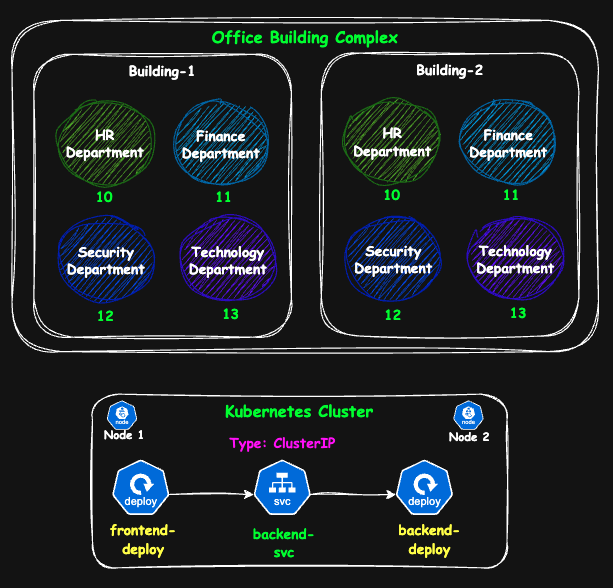 Office Building Complex
Building-1
HR
Department
10
Finance
Department
11
Security
Department
12
Technology
Department
13
Building-2
HR
Department
10
Finance
Department
11
Security
Department
12
Technology
Department
13
Kubernetes Cluster
node
Node 1
node
Node 2
Type: ClusterIP
deploy
frontend-
deploy
svc
backend-
svc
deploy
backend-
deploy